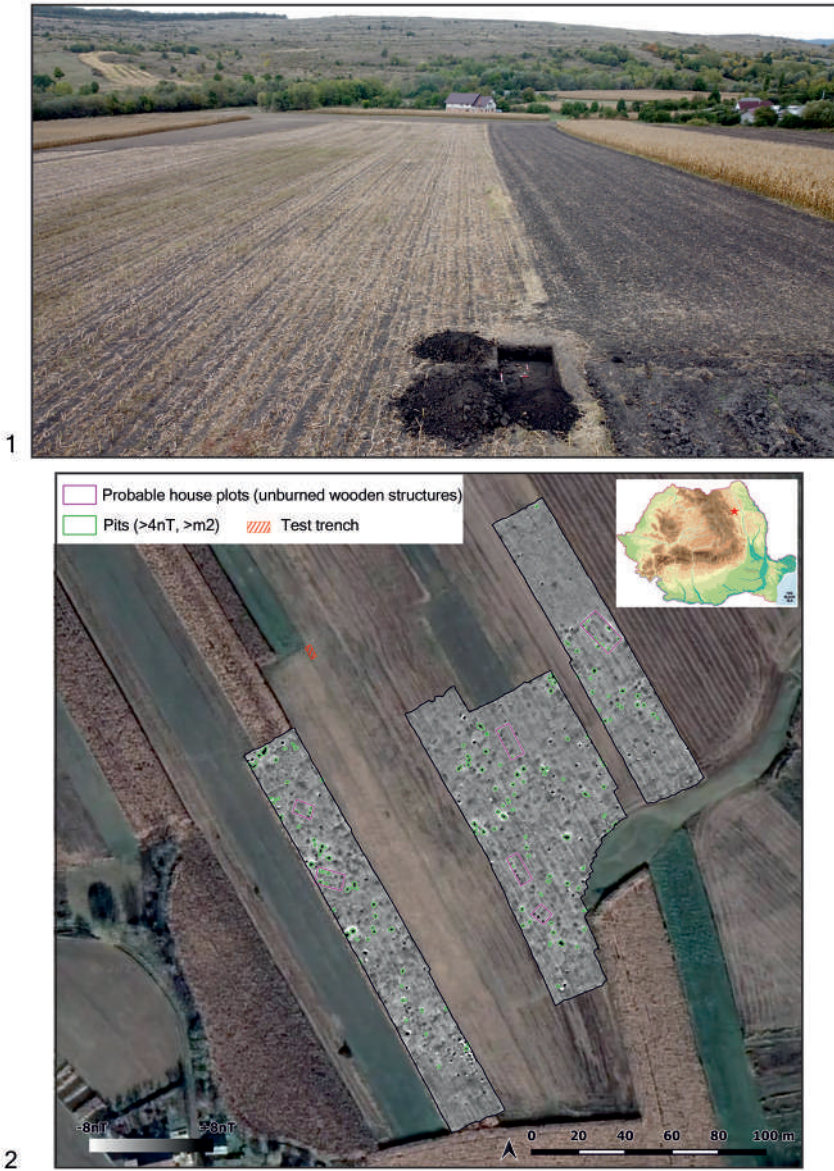 1
Probable house plots (unburned wooden structures)
Pits (>4nT, >m2) Test trench
-8nT +8nT
0 20 40 60 80 100 m
2